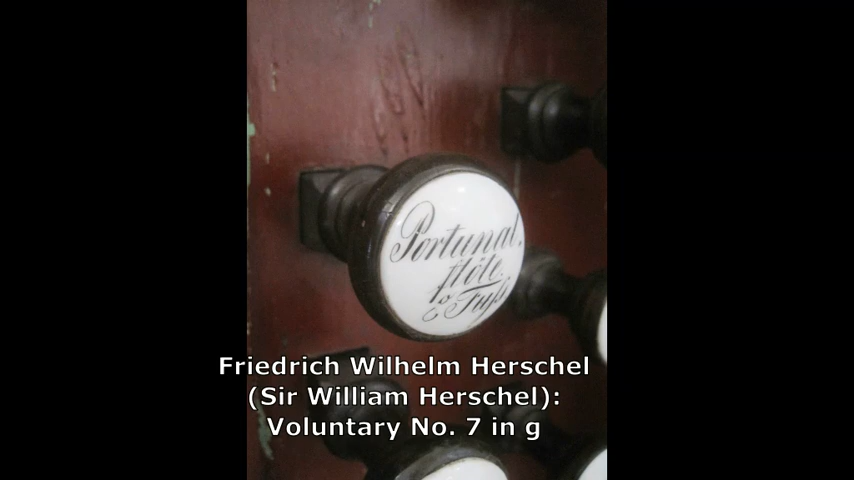 Portunal.
flöte.
8 Fuß
Friedrich Wilhelm Herschel
(Sir William Herschel):
Voluntary No. 7 in g